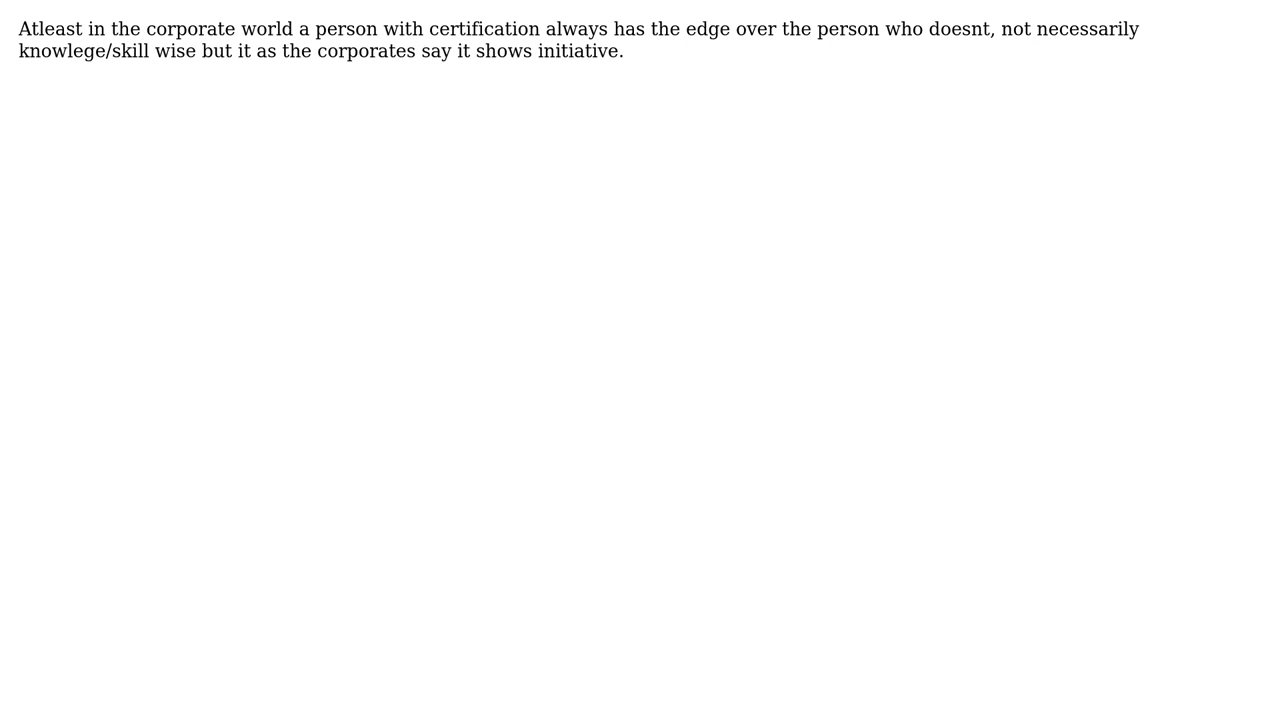 Atleast in the corporate world a person with certification always has the edge over the person who doesnt, not necessarily
knowlege/skill wise but it as the corporates say it shows initiative.